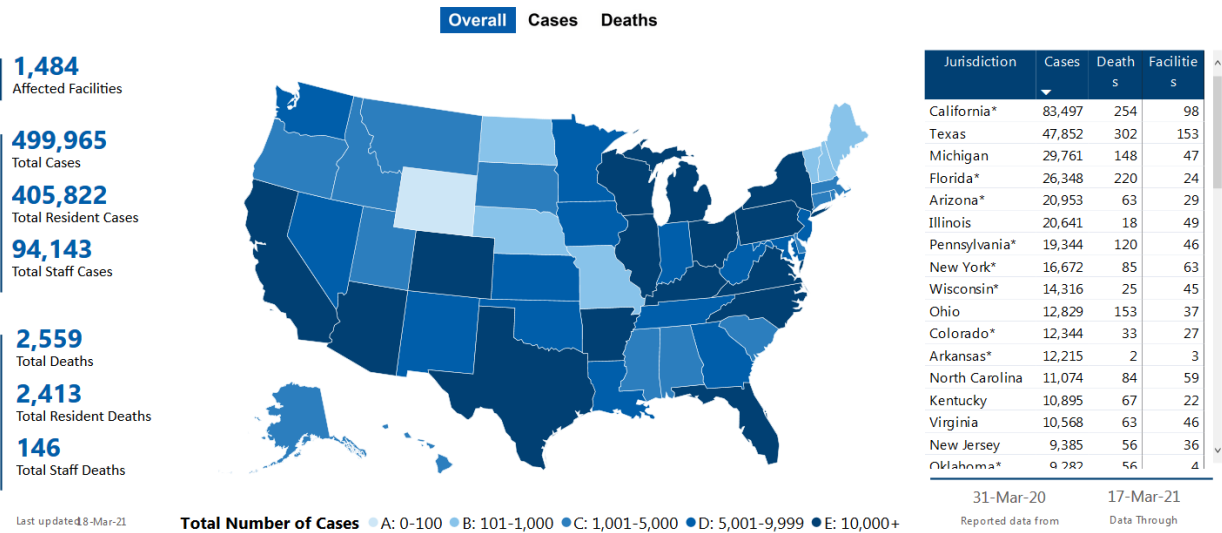 Overall Cases Deaths
1,484
Affected Facilities
499,965
Total Cases
405,822
Total Resident Cases
94,143
Total Staff Cases
2,559
Total Deaths
2,413
Total Resident Deaths
146
Total Staff Deaths
Last updated 18-Mar-21
Total Number of Cases A: 0-100 B: 101-1,000 C: 1,001-5,000 D: 5,001-9,999 E: 10,000+
Jurisdiction Cases Death Facilitie
s s
California* 83,497 254 98
Texas 47,852 302 153
Michigan 29,761 148 47
Florida* 26,348 220 24
Arizona* 20,953 63 29
Illinois 20,641 18 49
Pennsylvania* 19,344 120 46
New York* 16,672 85 63
Wisconsin* 14,316 25 45
Ohio 12,829 153 37
Colorado* 12,344 33 27
Arkansas* 12,215 2 3
North Carolina 11,074 84 59
Kentucky 10,895 67 22
Virginia 10,568 63 46
New Jersey 9,385 56 36
Oklahoma* 9,282 56 4
31-Mar-20 17-Mar-21
Reported data from Data Through